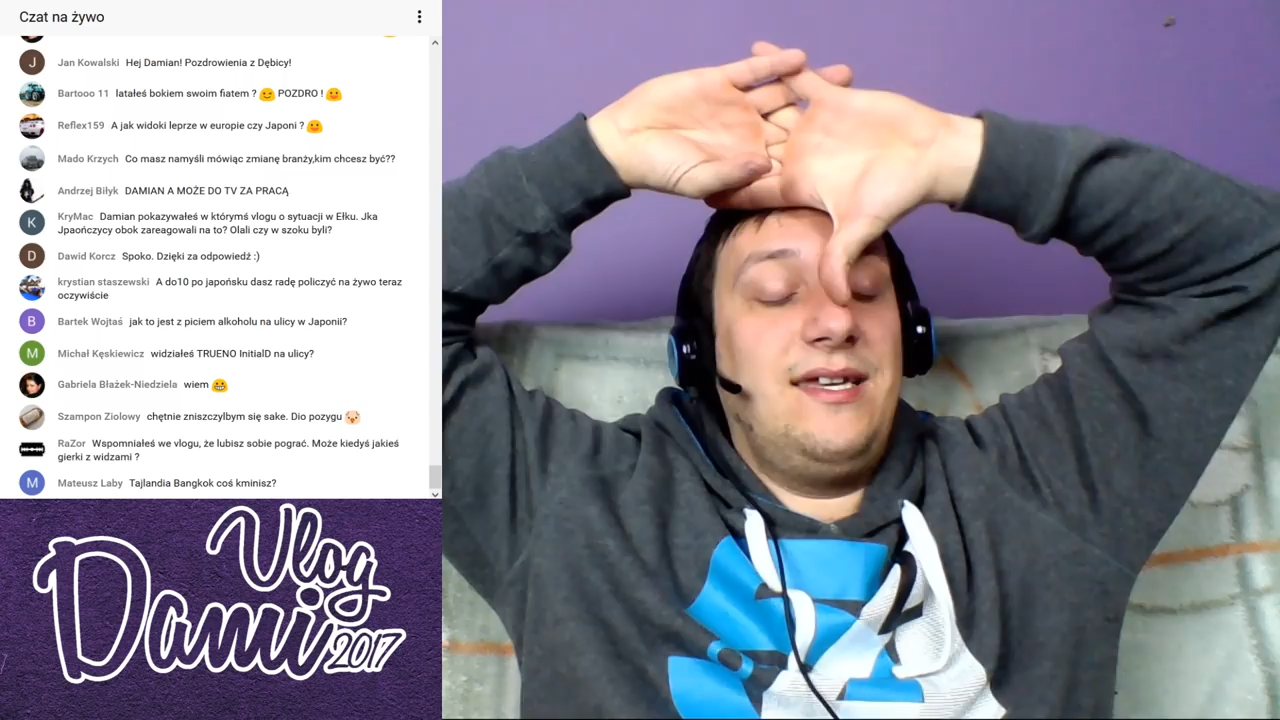 Czat na żywo
Jan Kowalski Hej Damian! Pozdrowienia z Dębicy!
Bartooo 11 latałeś bokiem swoim fiatem ? 😊 POZDRO ! 😛
Reflex159 A jak widoki leprze w europie czy Japoni ? 😛
Mado Krzych Co masz namyśli mówiąc zmianę branży,kim chcesz być??
Andrzej Biłyk DAMIAN A MOŻE DO TV ZA PRACĄ
KryMac Damian pokazywałeś w którymś vlogu o sytuacji w Ełku. Jka
Jpaończycy obok zareagowali na to? Olali czy w szoku byli?
Dawid Korcz Spoko. Dzięki za odpowiedź :)
krystian staszewski A do10 po japońsku dasz radę policzyć na żywo teraz
oczywiście
Bartek Wojtaś jak to jest z piciem alkoholu na ulicy w Japonii?
Michał Kęskiewicz widziałeś TRUENO InitialD na ulicy?
Gabriela Błażek-Niedziela wiem 😁
Szampon Ziolowy chętnie zniszczylbym się sake. Dio pozygu 🐷
RaZor Wspomniałeś we vlogu, że lubisz sobie pograć. Może kiedyś jakieś
gierki z widzami ?
Mateusz Laby Tajlandia Bangkok coś kminisz?
Vlog
Dami
2017